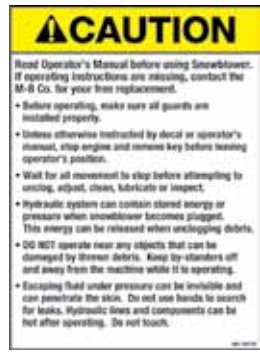 CAUTION
Read Operator's Manual before using Snowblower.
If operating instructions are missing, contact the
M-B Co. for your free replacement.
• Before operating, make sure all guards are
installed properly.
• Unless otherwise instructed by decal or operator's
manual, stop engine and remove key before leaving
operator's position.
• Wait for all movement to stop before attempting to
unclog, adjust, clean, lubricate or inspect.
• Hydraulic system can contain stored energy or
pressure when snowblower becomes plugged.
This energy can be released when unclogging debris.
• DO NOT operate near any objects that can be
damaged by thrown debris. Keep by-standers off
and away from the machine while it is operating.
• Escaping fluid under pressure can be invisible and
can penetrate the skin. Do not use hands to search
for leaks. Hydraulic lines and components can be
hot after operating. Do not touch.